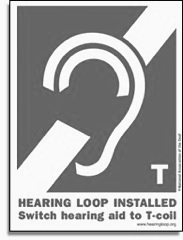 T
HEARING LOOP INSTALLED
Switch hearing aid to T-coil
www.hearingloop.org